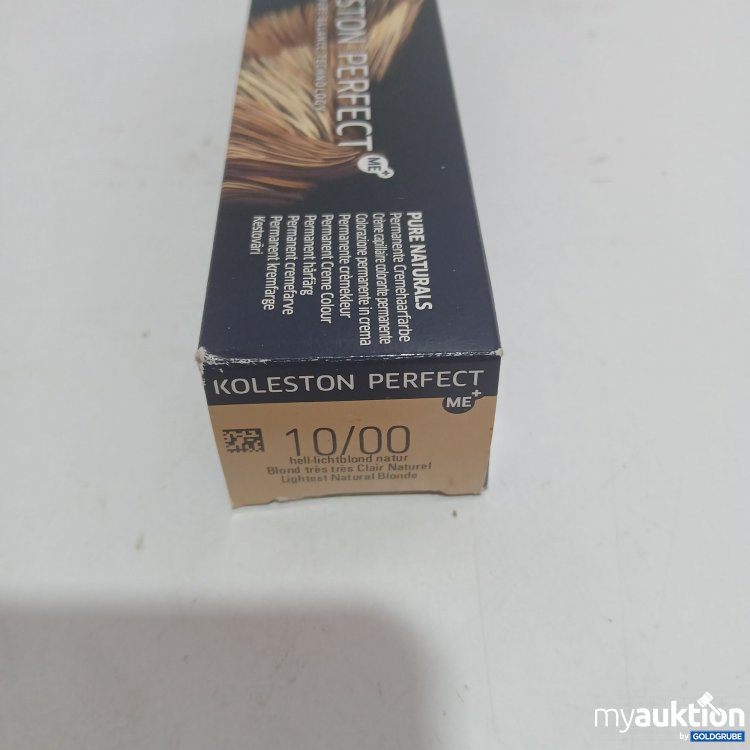 STON PERFECT
ME+
TECHNOLOGY
PURE NATURALS
Permanente Cremehaarfarbe
Crème capillaire colorante permanente
Colorazione permanente in crema
Permanente crèmekleur
Permanent Creme Colour
Permanent hårfärg
Permanent cremefarve
Permanent kremfarge
Kestoväri
KOLESTON PERFECT
ME+
10/00
hell-lichtblond natur
Blond très très Clair Naturel
Lightest Natural Blonde
myauktion
by GOLDGRUBE